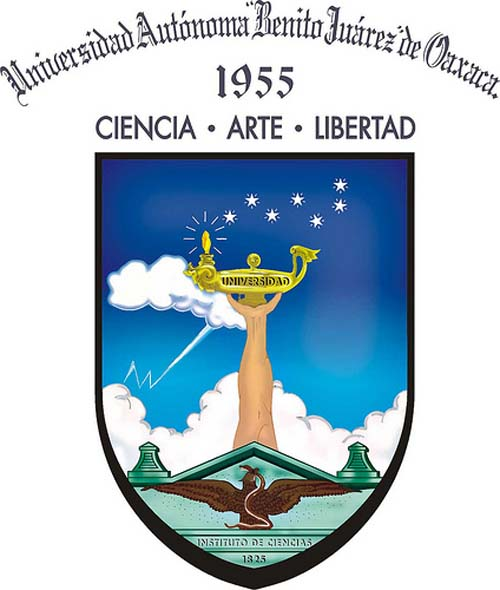 Universidad Autónoma "Benito Juárez" de Oaxaca.
1955
CIENCIA • ARTE • LIBERTAD
UNIVERSIDAD
INSTITUTO DE CIENCIAS
1825